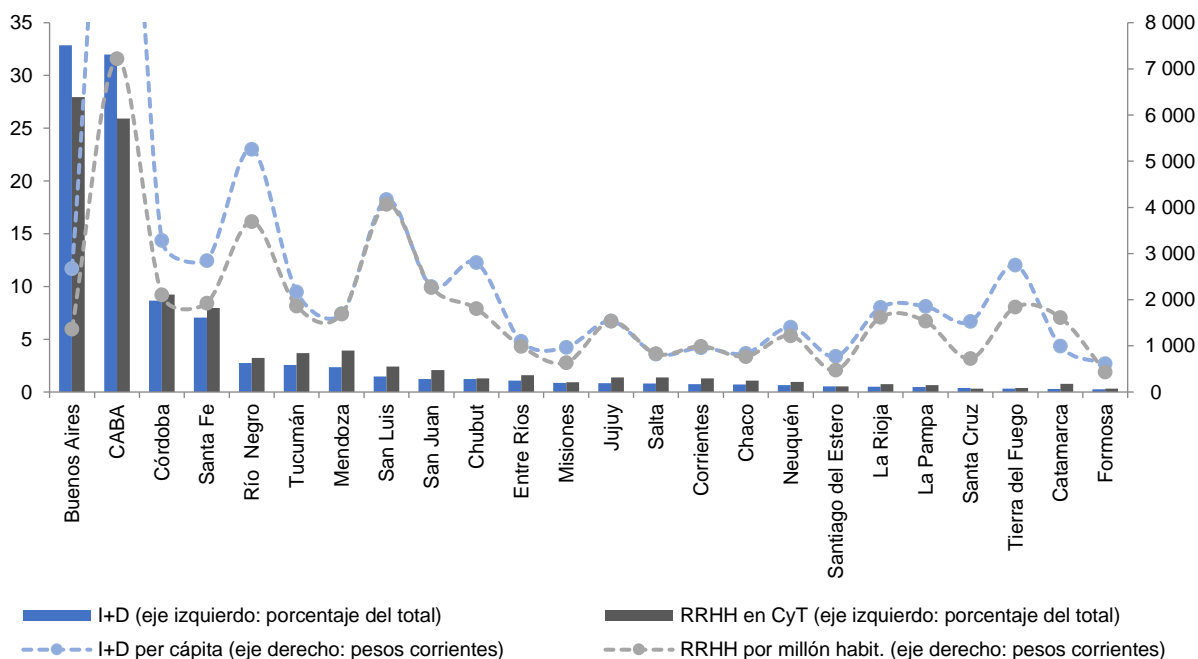 35
30
25
20
15
10
5
0
8 000
7 000
6 000
5 000
4 000
3 000
2 000
1 000
0
Buenos Aires
CABA
Córdoba
Santa Fe
Río Negro
Tucumán
Mendoza
San Luis
San Juan
Chubut
Entre Ríos
Misiones
Jujuy
Salta
Corrientes
Chaco
Neuquén
Santiago del Estero
La Rioja
La Pampa
Santa Cruz
Tierra del Fuego
Catamarca
Formosa
I+D (eje izquierdo: porcentaje del total)
RRHH en CyT (eje izquierdo: porcentaje del total)
I+D per cápita (eje derecho: pesos corrientes)
RRHH por millón habit. (eje derecho: pesos corrientes)